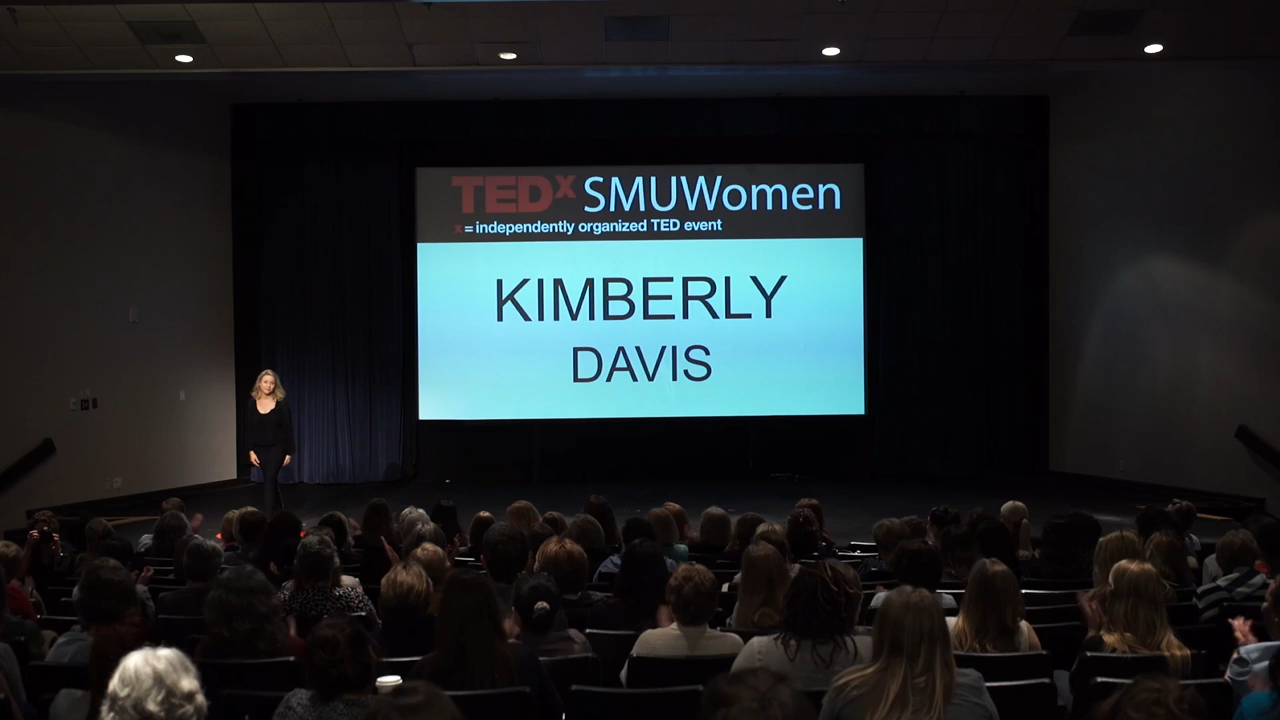 TEDx SMUWomen
x = independently organized TED event
KIMBERLY
DAVIS